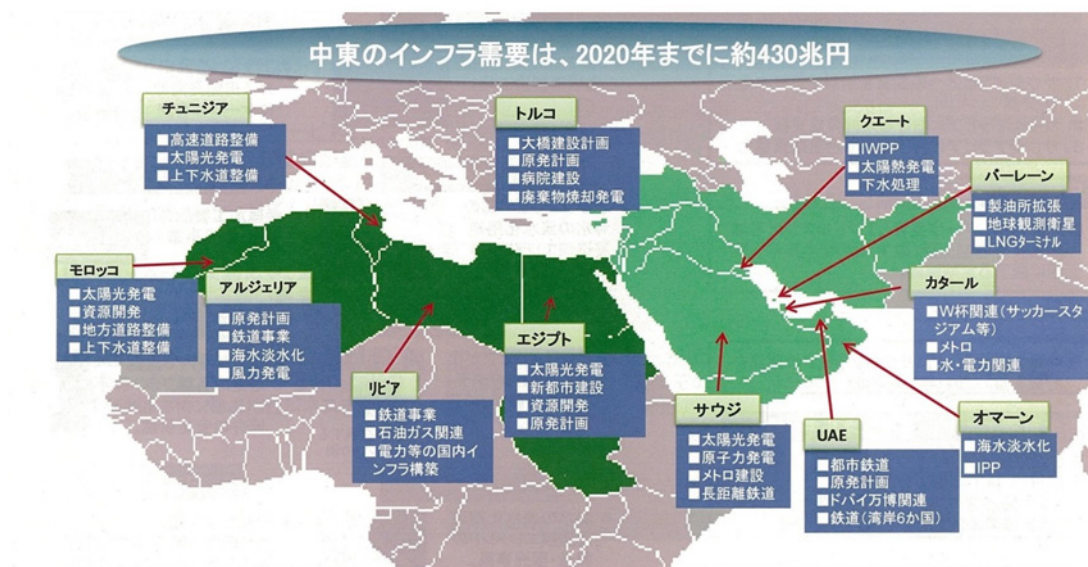 中東のインフラ需要は、2020年までに約430兆円
チュニジア
■高速道路整備
■太陽光発電
■上下水道整備
トルコ
■大橋建設計画
■原発計画
■病院建設
■廃棄物焼却発電
クエート
■IWPP
■太陽熱発電
■下水処理
バーレーン
■製油所拡張
■地球観測衛星
■LNGターミナル
モロッコ
■太陽光発電
■資源開発
■地方道路整備
■上下水道整備
アルジェリア
■原発計画
■鉄道事業
■海水淡水化
■風力発電
リビア
■鉄道事業
■石油ガス関連
■電力等の国内イ
ンフラ構築
エジプト
■太陽光発電
■新都市建設
■資源開発
■原発計画
サウジ
■太陽光発電
■原子力発電
■メトロ建設
■長距離鉄道
UAE
■都市鉄道
■原発計画
■ドバイ万博関連
■鉄道(湾岸6か国)
カタール
■W杯関連(サッカースタ
ジアム等)
■メトロ
■水・電力関連
オマーン
■海水淡水化
■IPP